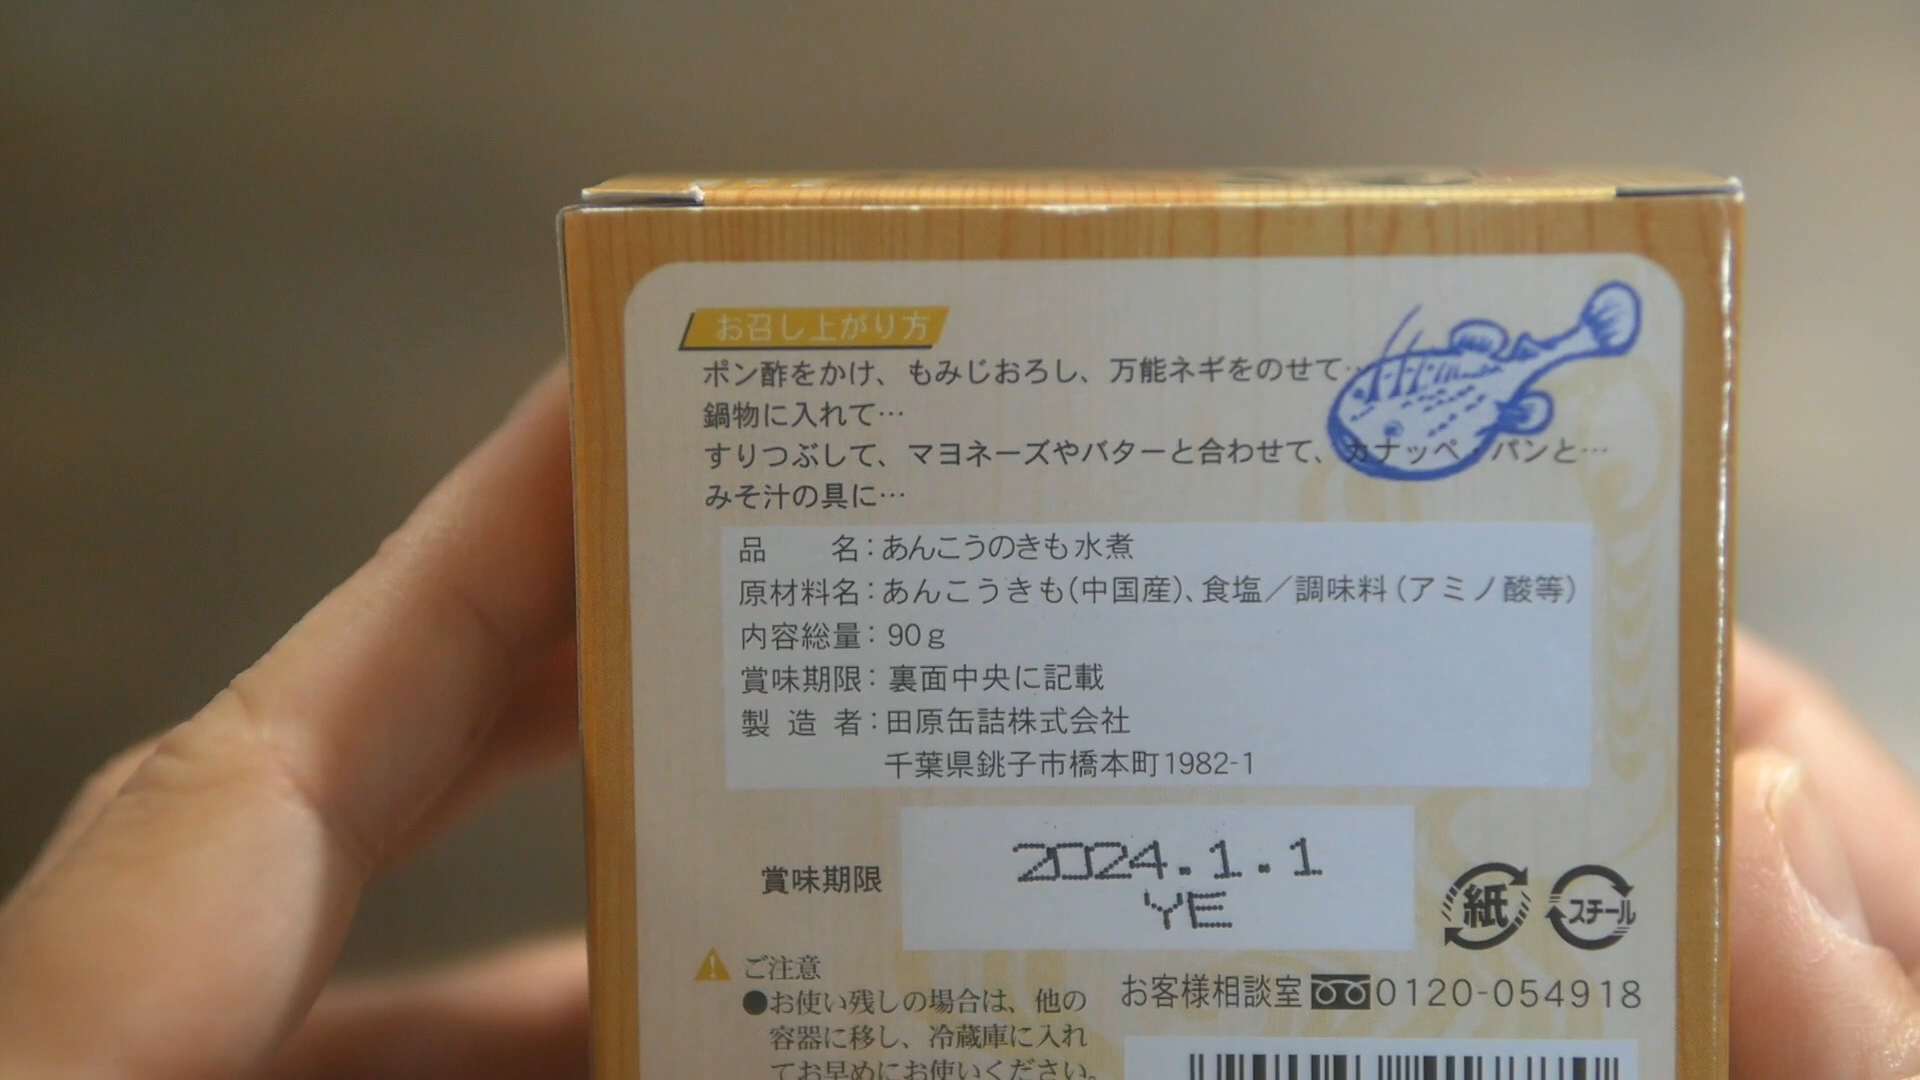 お召し上がり方
ポン酢をかけ、もみじおろし、万能ネギをのせて…
鍋物に入れて…
すりつぶして、マヨネーズやバターと合わせて、カナッペ・パンと…
みそ汁の具に…
品　　名：あんこうのきも水煮
原材料名：あんこうきも（中国産）、食塩／調味料（アミノ酸等）
内容総量：90g
賞味期限：裏面中央に記載
製造者：田原缶詰株式会社
千葉県銚子市橋本町1982-1
賞味期限
2024.1.1
YE
紙
スチール
ご注意
●お使い残しの場合は、他の
容器に移し、冷蔵庫に入れ
てお早めにお使いください。
お客様相談室 0120-054918